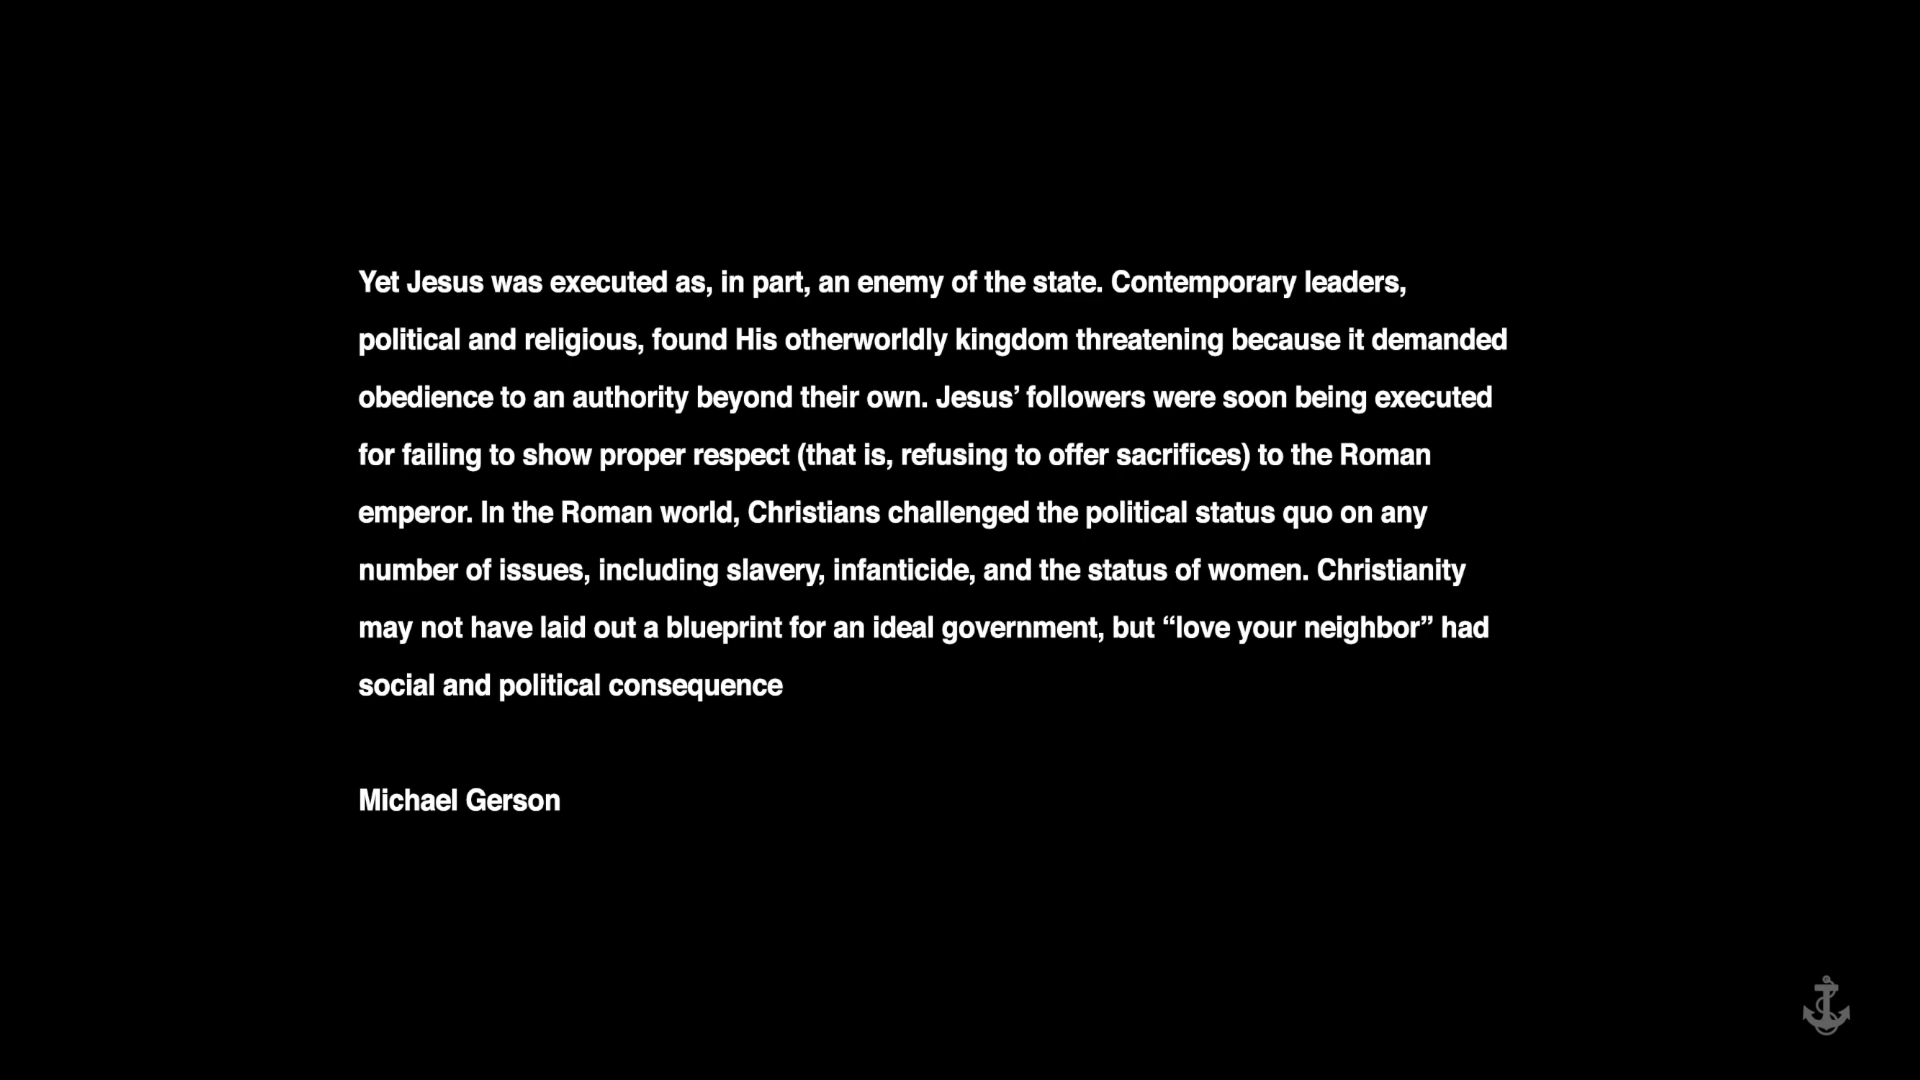 Yet Jesus was executed as, in part, an enemy of the state. Contemporary leaders,
political and religious, found His otherworldly kingdom threatening because it demanded
obedience to an authority beyond their own. Jesus’ followers were soon being executed
for failing to show proper respect (that is, refusing to offer sacrifices) to the Roman
emperor. In the Roman world, Christians challenged the political status quo on any
number of issues, including slavery, infanticide, and the status of women. Christianity
may not have laid out a blueprint for an ideal government, but “love your neighbor” had
social and political consequence
Michael Gerson